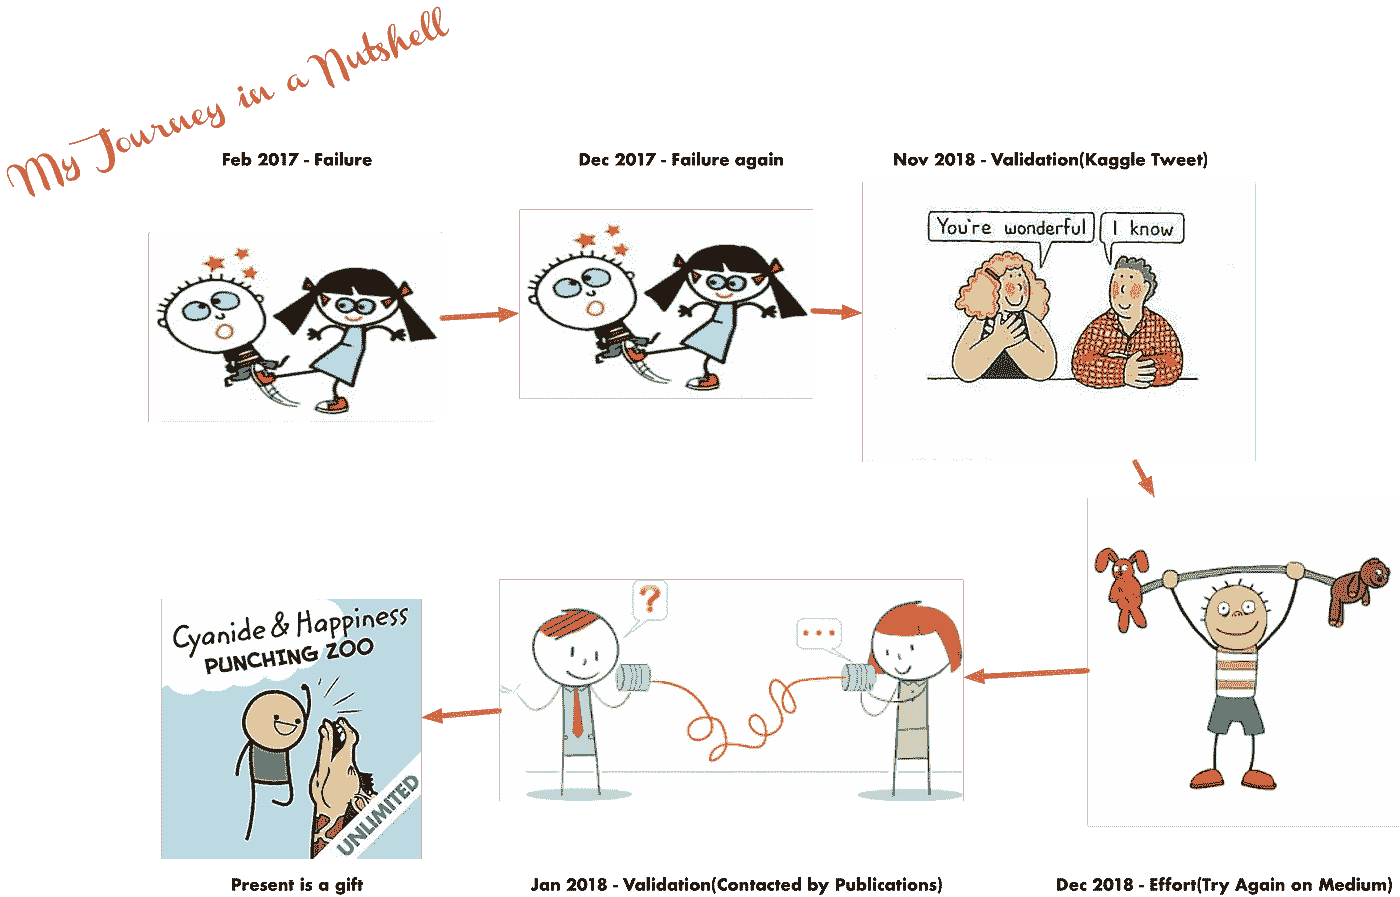 My Journey in a Nutshell
Feb 2017 - Failure
Dec 2017 - Failure again
Nov 2018 - Validation(Kaggle Tweet)
You're wonderful
I know
?
...
Cyanide & Happiness
PUNCHING ZOO
UNLIMITED
Present is a gift
Jan 2018 - Validation(Contacted by Publications)
Dec 2018 - Effort(Try Again on Medium)